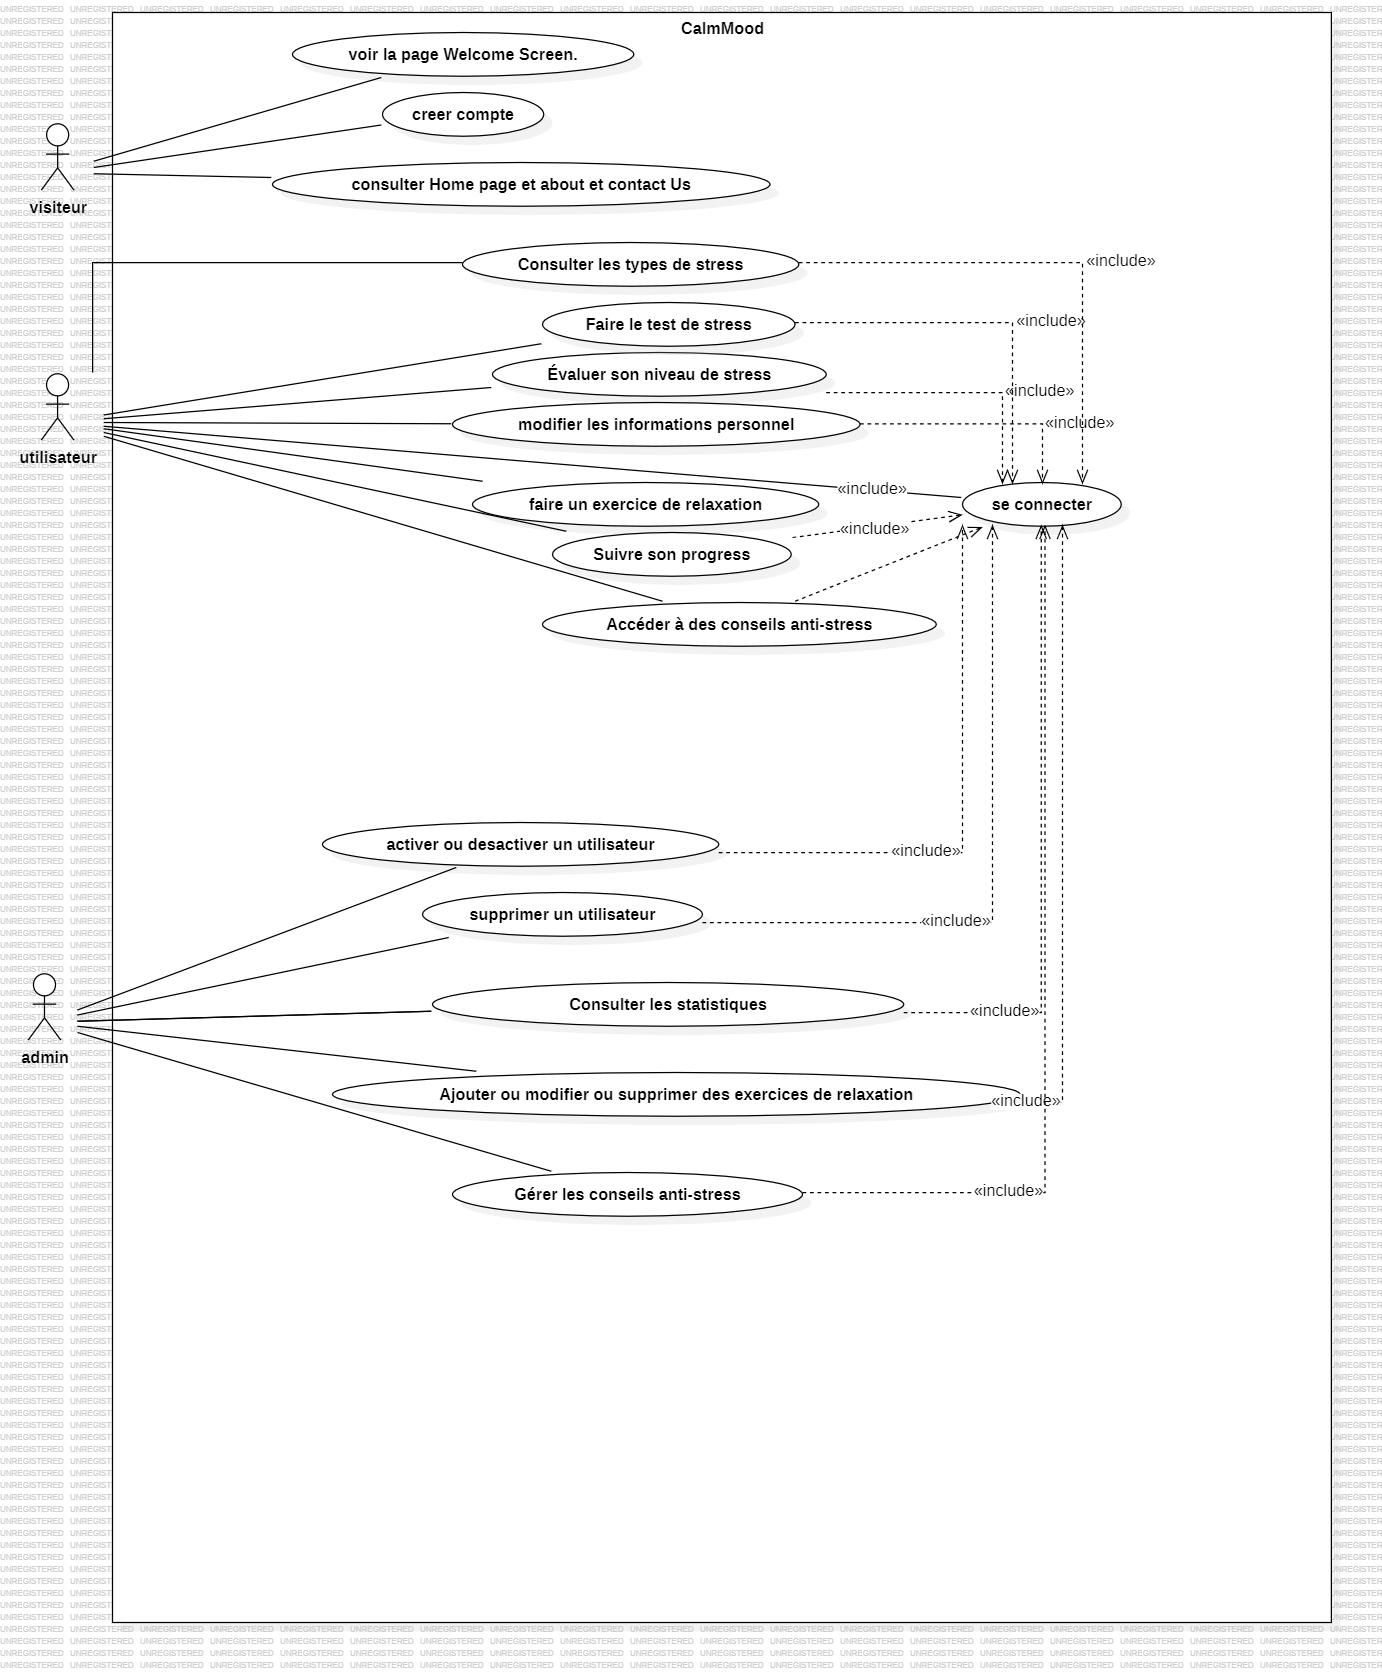 CalmMood
voir la page Welcome Screen.
creer compte
consulter Home page et about et contact Us
visiteur
Consulter les types de stress
«include»
Faire le test de stress
«include»
Évaluer son niveau de stress
«include»
modifier les informations personnel
«include»
utilisateur
«include»
faire un exercice de relaxation
se connecter
«include»
Suivre son progress
Accéder à des conseils anti-stress
activer ou desactiver un utilisateur
«include»
supprimer un utilisateur
«include»
Consulter les statistiques
«include»
admin
Ajouter ou modifier ou supprimer des exercices de relaxation
«include»
Gérer les conseils anti-stress
«include»
UNREGISTERED